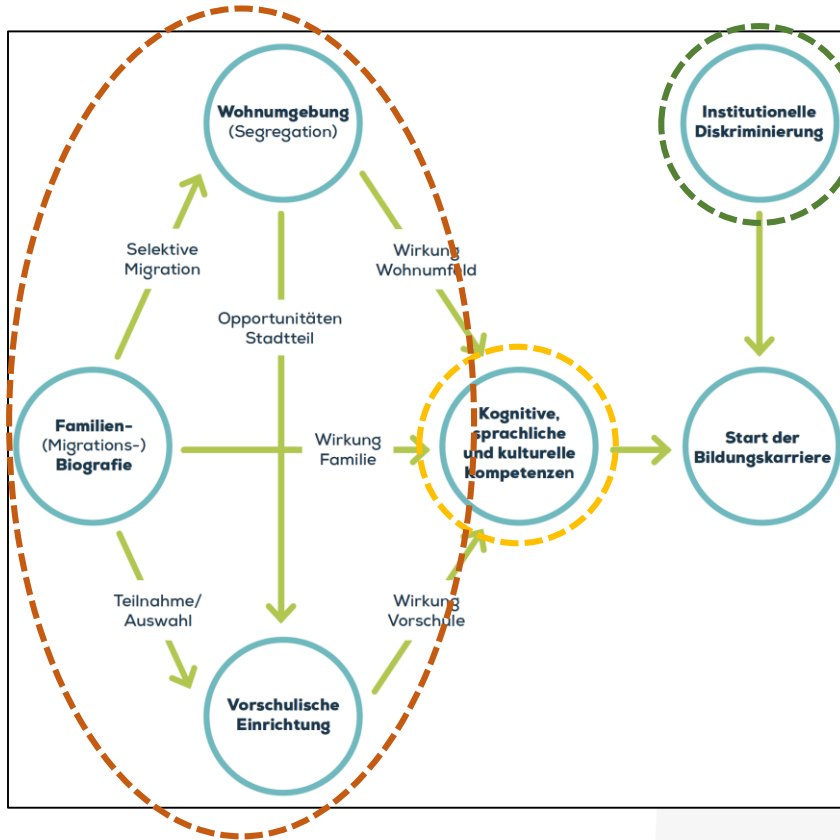 Wohnumgebung
(Segregation)
Institutionelle
Diskriminierung
Selektive
Migration
Wirkung
Wohnumfeld
Opportunitäten
Stadtteil
Familien-
(Migrations-)
Biografie
Wirkung
Familie
Kognitive,
sprachliche
und kulturelle
Kompetenzen
Start der
Bildungskarriere
Teilnahme/
Auswahl
Wirkung
Vorschule
Vorschulische
Einrichtung